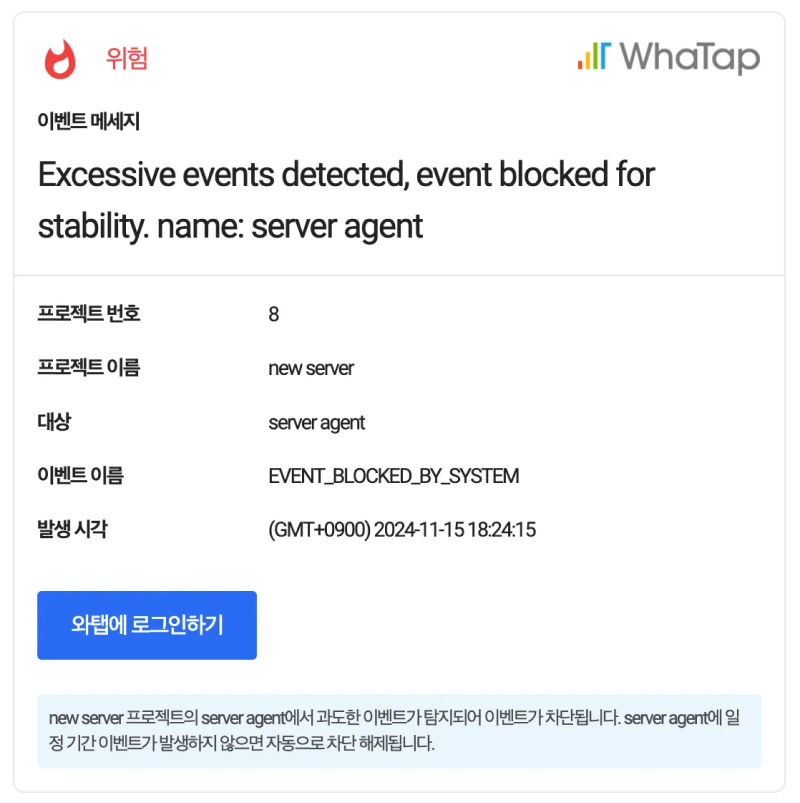 위험
WhaTap
이벤트 메세지
Excessive events detected, event blocked for
stability. name: server agent
프로젝트 번호 8
프로젝트 이름 new server
대상 server agent
이벤트 이름 EVENT_BLOCKED_BY_SYSTEM
발생 시각 (GMT+0900) 2024-11-15 18:24:15
와탭에 로그인하기
new server 프로젝트의 server agent에서 과도한 이벤트가 탐지되어 이벤트가 차단됩니다. server agent에 일
정 기간 이벤트가 발생하지 않으면 자동으로 차단 해제됩니다.